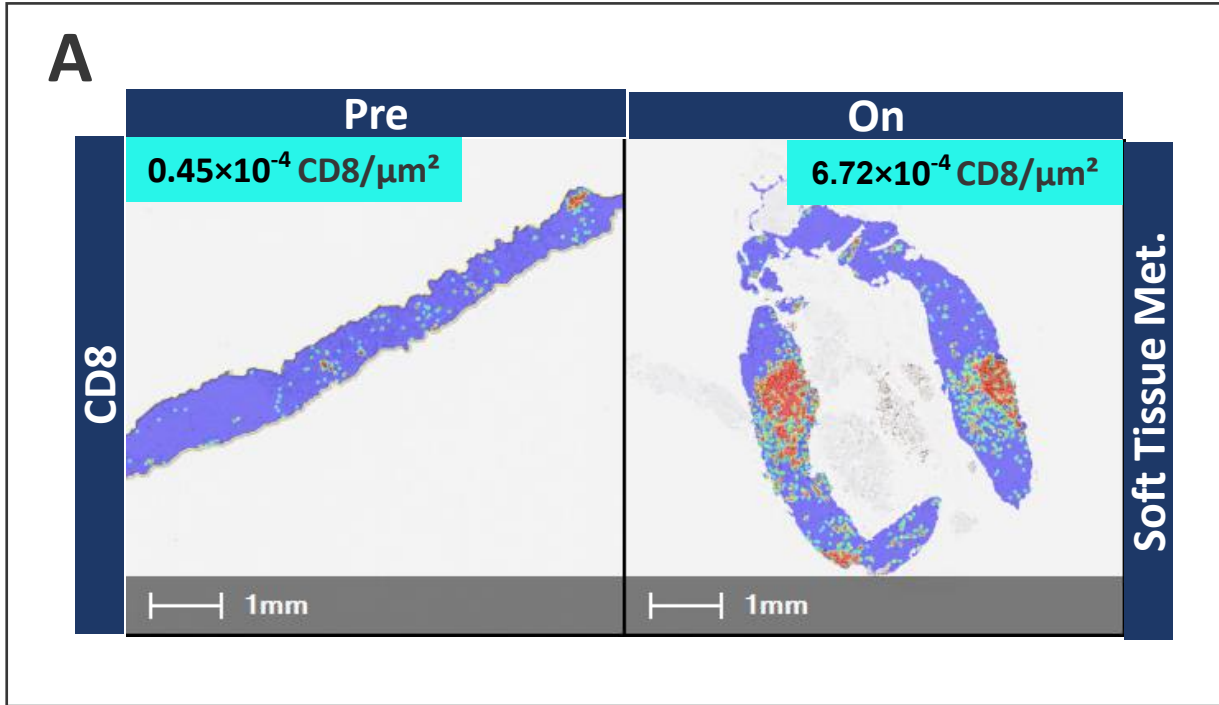 A
Pre
On
0.45×10⁻⁴ CD8/µm²
6.72×10⁻⁴ CD8/µm²
CD8
Soft Tissue Met.
1mm
1mm